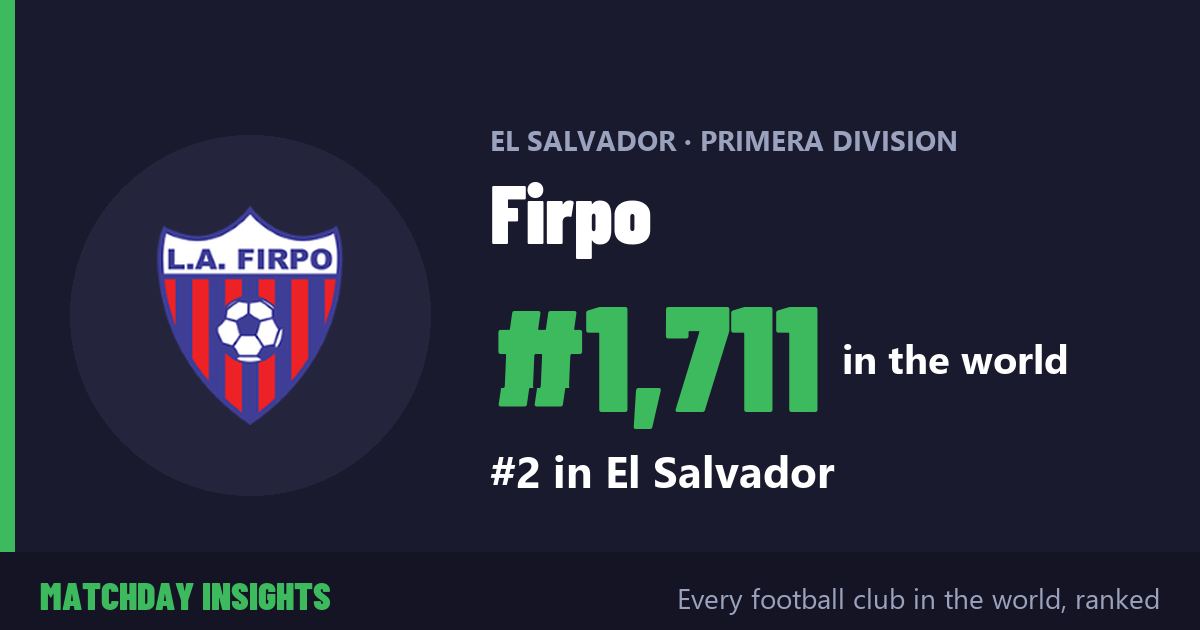 EL SALVADOR · PRIMERA DIVISION
Firpo
L.A. FIRPO
#1,711 in the world
#2 in El Salvador
MATCHDAY INSIGHTS
Every football club in the world, ranked